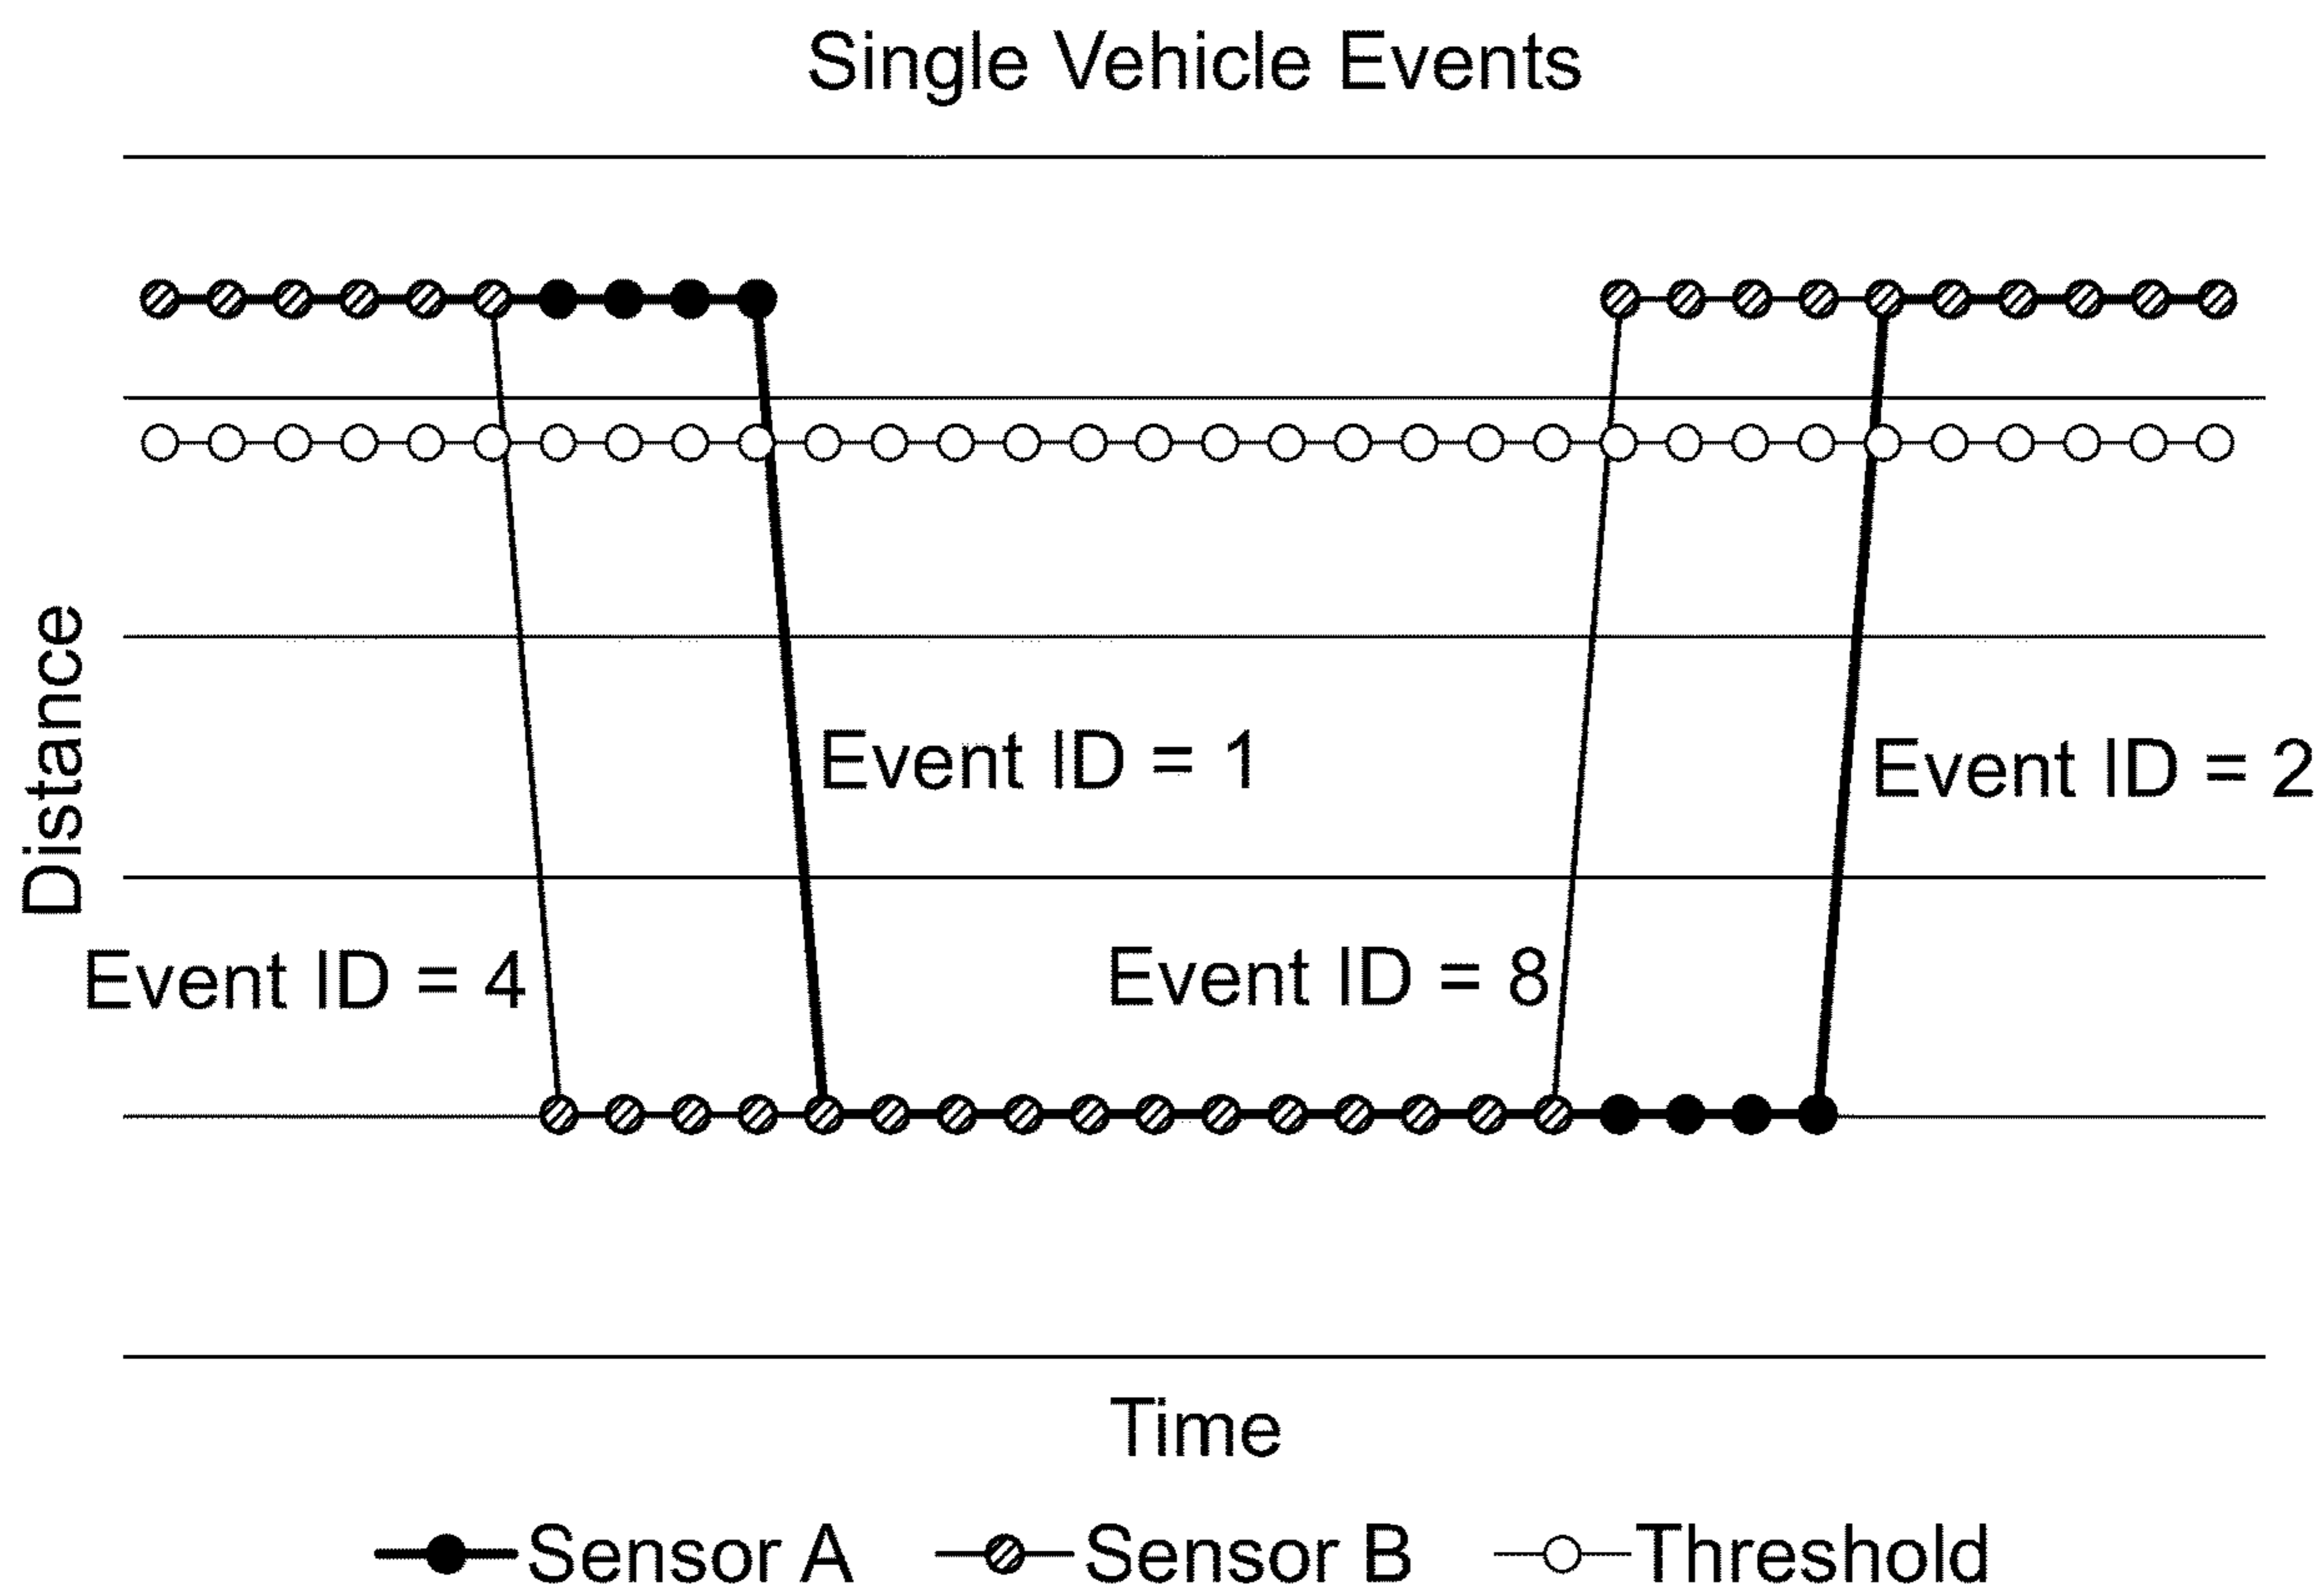 Single Vehicle Events
Distance
Event ID = 1
Event ID = 2
Event ID = 4
Event ID = 8
Time
Sensor A
Sensor B
Threshold